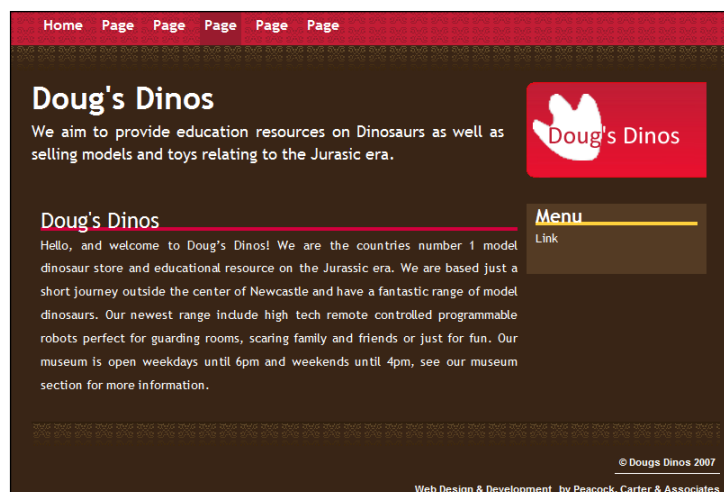 Home Page Page Page Page Page
Doug's Dinos
We aim to provide education resources on Dinosaurs as well as
selling models and toys relating to the Jurasic era.
Doug's Dinos
Doug's Dinos
Hello, and welcome to Doug's Dinos! We are the countries number 1 model
dinosaur store and educational resource on the Jurassic era. We are based just a
short journey outside the center of Newcastle and have a fantastic range of model
dinosaurs. Our newest range include high tech remote controlled programmable
robots perfect for guarding rooms, scaring family and friends or just for fun. Our
museum is open weekdays until 6pm and weekends until 4pm, see our museum
section for more information.
Menu
Link
© Dougs Dinos 2007
Web Design & Development by Peacock, Carter & Associates